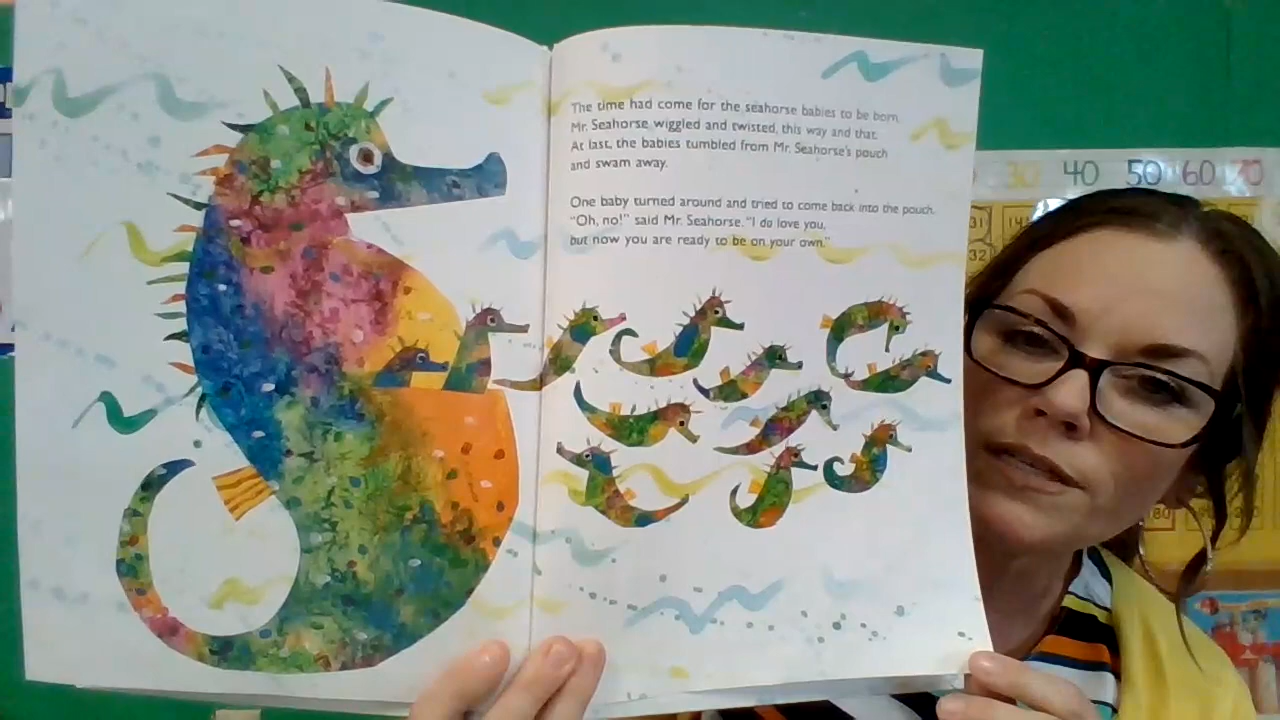 The time had come for the seahorse babies to be born.
Mr. Seahorse wiggled and twisted, this way and that.
At last, the babies tumbled from Mr. Seahorse's pouch
and swam away.
One baby turned around and tried to come back into the pouch.
"Oh, no!" said Mr. Seahorse. "I do love you,
but now you are ready to be on your own."
30 40 50 60 70
31
32